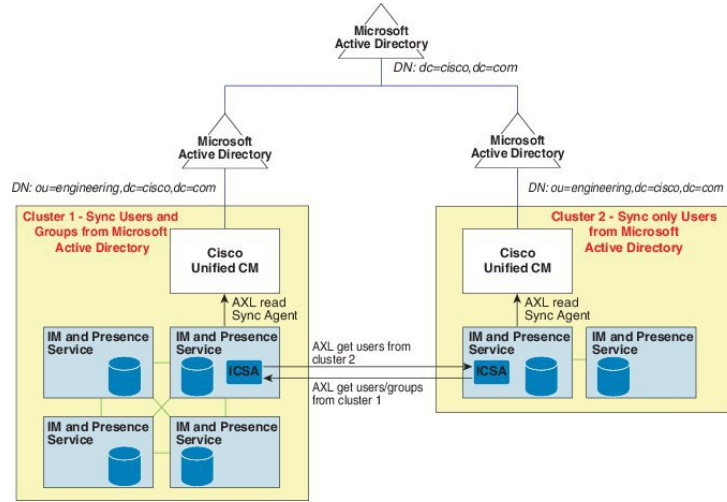 Microsoft
Active Directory
DN: dc=cisco,dc=com
Microsoft
Active Directory
Microsoft
Active Directory
DN: ou=engineering,dc=cisco,dc=com
DN: ou=engineering,dc=cisco,dc=com
Cluster 1 - Sync Users and
Groups from Microsoft
Active Directory
Cisco
Unified CM
AXL read
Sync Agent
IM and Presence
Service
IM and Presence
Service
ICSA
IM and Presence
Service
IM and Presence
Service
AXL get users from
cluster 2
AXL get users/groups
from cluster 1
Cluster 2 - Sync only Users
from Microsoft
Active Directory
Cisco
Unified CM
AXL read
Sync Agent
IM and Presence
Service
ICSA
IM and Presence
Service